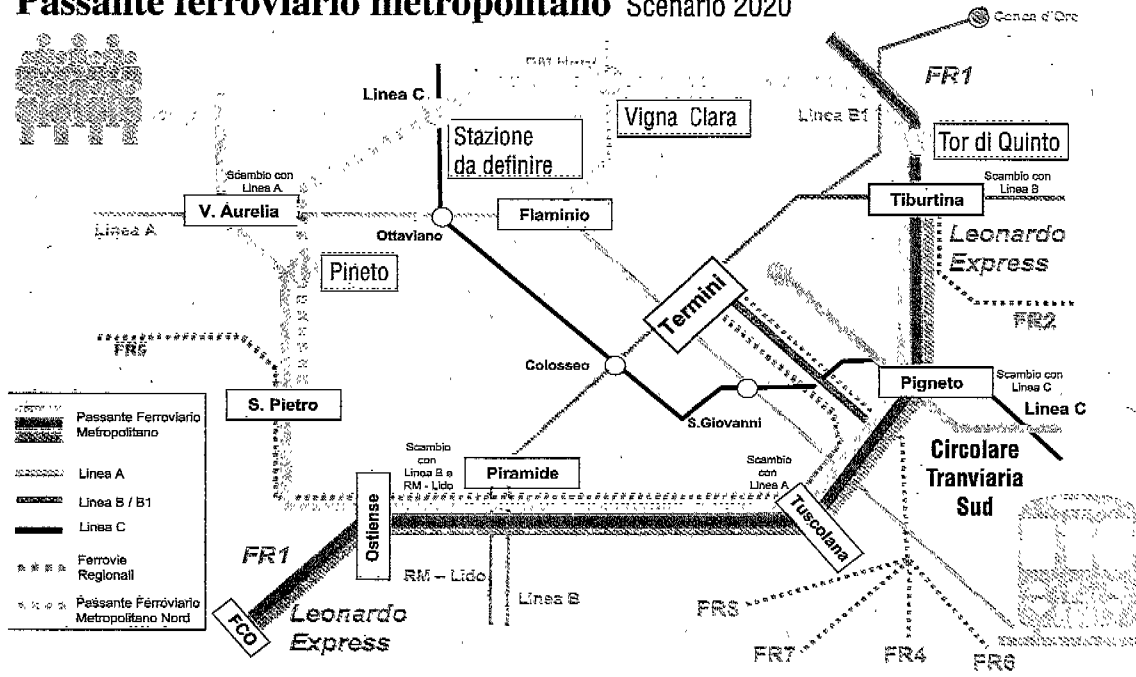 Passante ferroviario metropolitano Scenario 2020
Conca d'Oro
FR1
Linea C
Linea B1
Vigna Clara
Stazione
da definire
Tor di Quinto
Scambio con
Linea A
Scambio con
Linea B
V. Aurelia
Flaminio
Tiburtina
Linea A
Ottaviano
Leonardo
Express
Pineto
Termini
FR2
FR5
Colosseo
Pigneto
Scambio con
Linea C
S. Pietro
Linea C
S.Giovanni
Passante Ferroviario
Metropolitano
Linea A
Linea B / B1
Linea C
Ferrovie
Regionali
Passante Ferroviario
Metropolitano Nord
Scambio
con
Linea B e
RM - Lido
Piramide
Scambio
con
Linea A
Circolare
Tranviaria
Sud
Ostiense
Tuscolana
FR1
RM – Lido
Linea B
FCO
Leonardo
Express
FR8
FR7
FR4
FR6